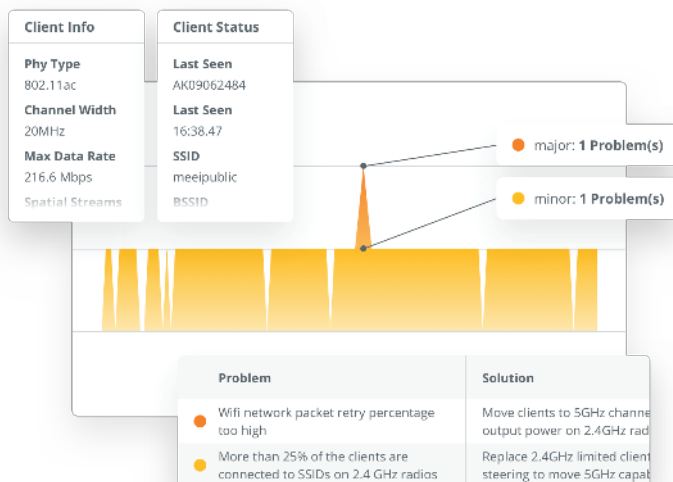 Client Info
Phy Type
802.11ac
Channel Width
20MHz
Max Data Rate
216.6 Mbps
Spatial Streams
Client Status
Last Seen
AK09062484
Last Seen
16:38.47
SSID
meeipublic
BSSID
major: 1 Problem(s)
minor: 1 Problem(s)
Problem
Solution
Wifi network packet retry percentage
too high
Move clients to 5GHz channe
output power on 2.4GHz rad
More than 25% of the clients are
connected to SSIDs on 2.4 GHz radios
Replace 2.4GHz limited client
steering to move 5GHz capab